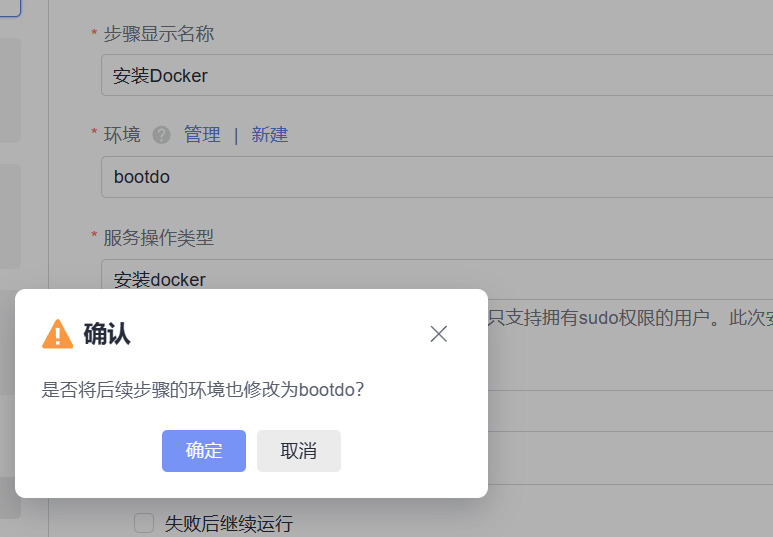 * 步骤显示名称
安装Docker
* 环境 ? 管理 | 新建
bootdo
* 服务操作类型
安装docker
只支持拥有sudo权限的用户。此次安
确认
是否将后续步骤的环境也修改为bootdo?
确定 取消
失败后继续运行